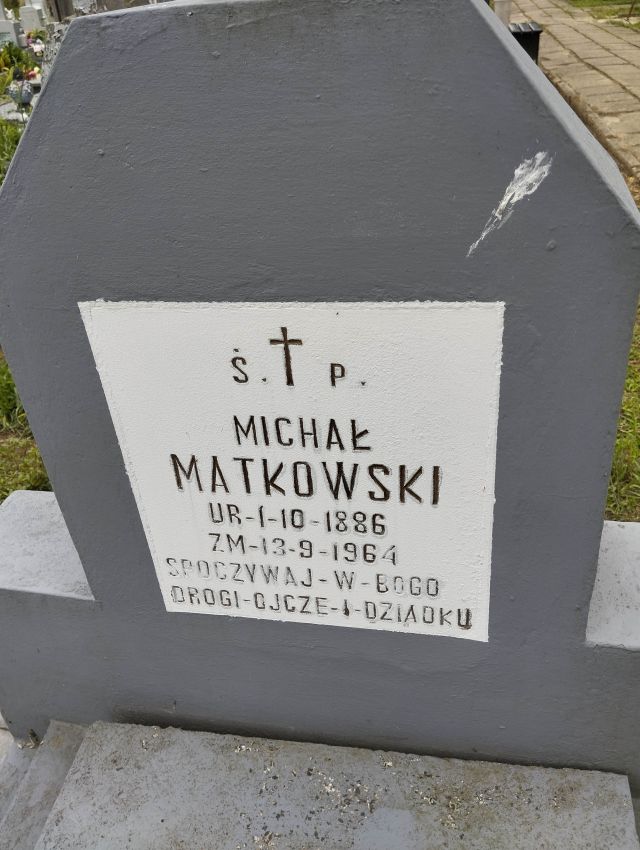 Ś. P.
MICHAŁ
MATKOWSKI
UR-1-10-1886
ZM-13-9-1964
SPOCZYWAJ-W-BOGO
DROGI-OJCZE-I-DZIADKU